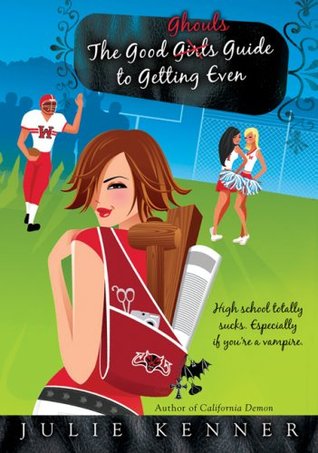 Ghouls
The Good Girls Guide
to Getting Even
W
High school totally
sucks. Especially
if you're a vampire.
Author of California Demon
JULIE KENNER